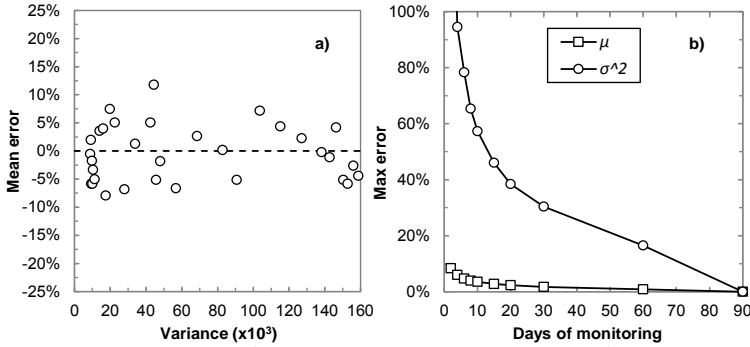 25%
20%
15%
10%
5%
0%
-5%
-10%
-15%
-20%
-25%
0 20 40 60 80 100 120 140 160
Mean error
Variance (x10³)
a)
100%
80%
60%
40%
20%
0%
0 10 20 30 40 50 60 70 80 90
Max error
Days of monitoring
μ
σ^2
b)